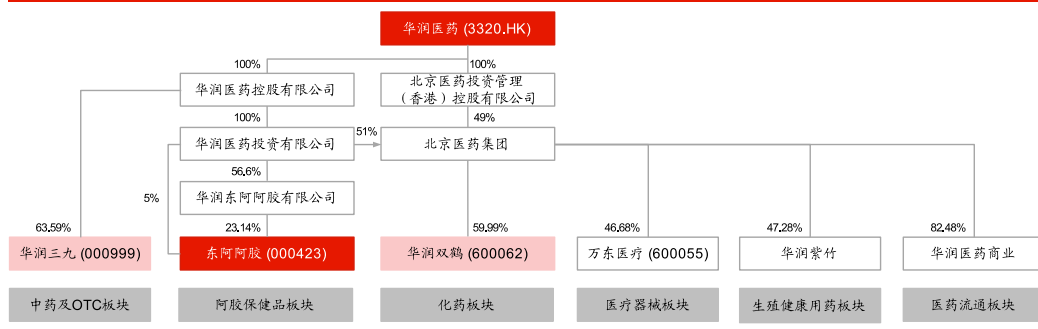 华润医药 (3320.HK)
100%
100%
华润医药控股有限公司
北京医药投资管理
（香港）控股有限公司
100%
49%
华润医药投资有限公司
51%
北京医药集团
56.6%
5%
华润东阿阿胶有限公司
63.59%
23.14%
59.99%
46.68%
47.28%
82.48%
华润三九 (000999)
东阿阿胶 (000423)
华润双鹤 (600062)
万东医疗 (600055)
华润紫竹
华润医药商业
中药及OTC板块
阿胶保健品板块
化药板块
医疗器械板块
生殖健康用药板块
医药流通板块